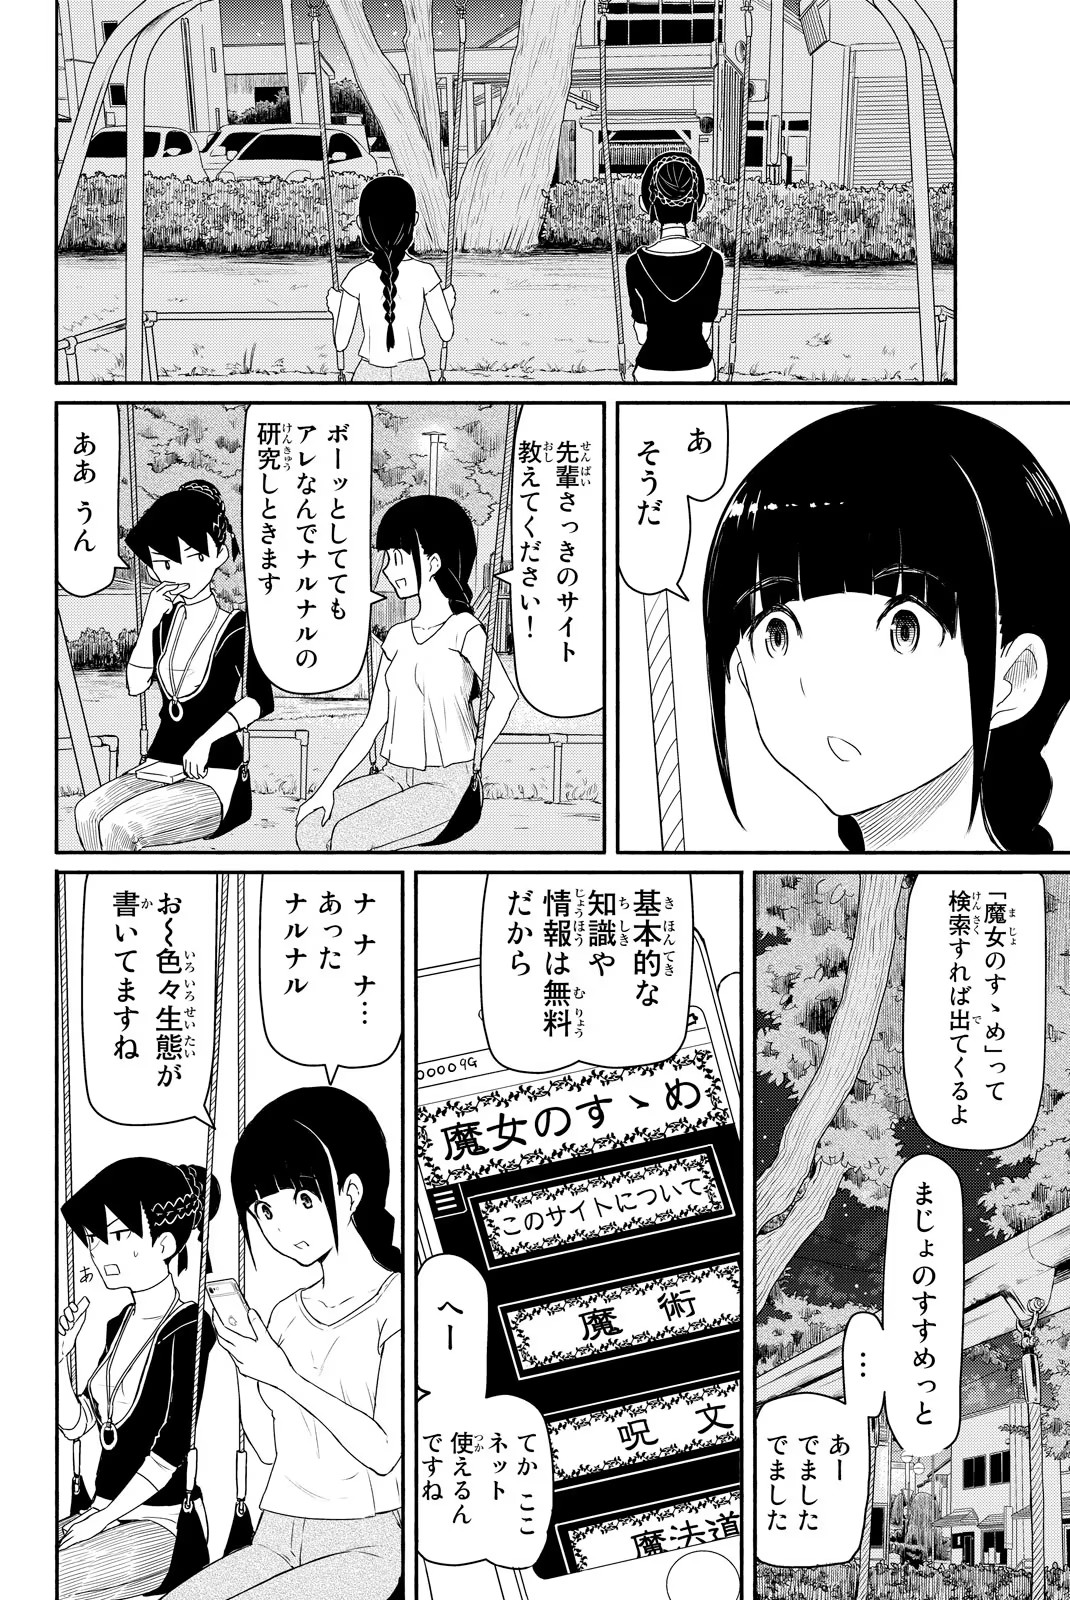 あ
そうだ
先輩さっきのサイト
教えてください！
ボーッとしてても
アレなんでナルナルの
研究しときます
ああ うん
「魔女のすゝめ」って
検索すれば出てくるよ
まじょのすすめっと
…
あー
でました
でました
基本的な
知識や
情報は無料
だから
9G
魔女のすゝめ
このサイトについて
魔術
呪文
魔法道
へー
てか ここ
ネット
使えるん
ですね
ナナナ…
あった
ナルナル
お〜色々生態が
書いてますね
あ